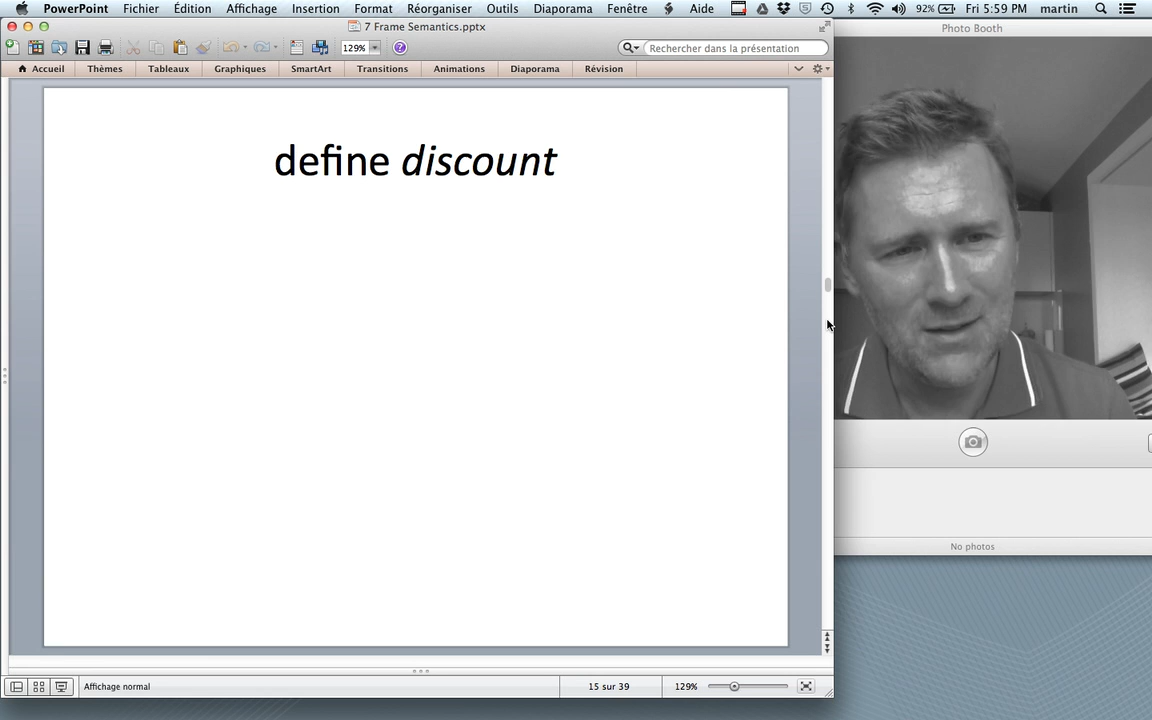 PowerPoint Fichier Édition Affichage Insertion Format Réorganiser Outils Diaporama Fenêtre Aide 92% Fri 5:59 PM martin
7 Frame Semantics.pptx
Photo Booth
129% Rechercher dans la présentation
Accueil Thèmes Tableaux Graphiques SmartArt Transitions Animations Diaporama Révision
define discount
No photos
Affichage normal 15 sur 39 129%